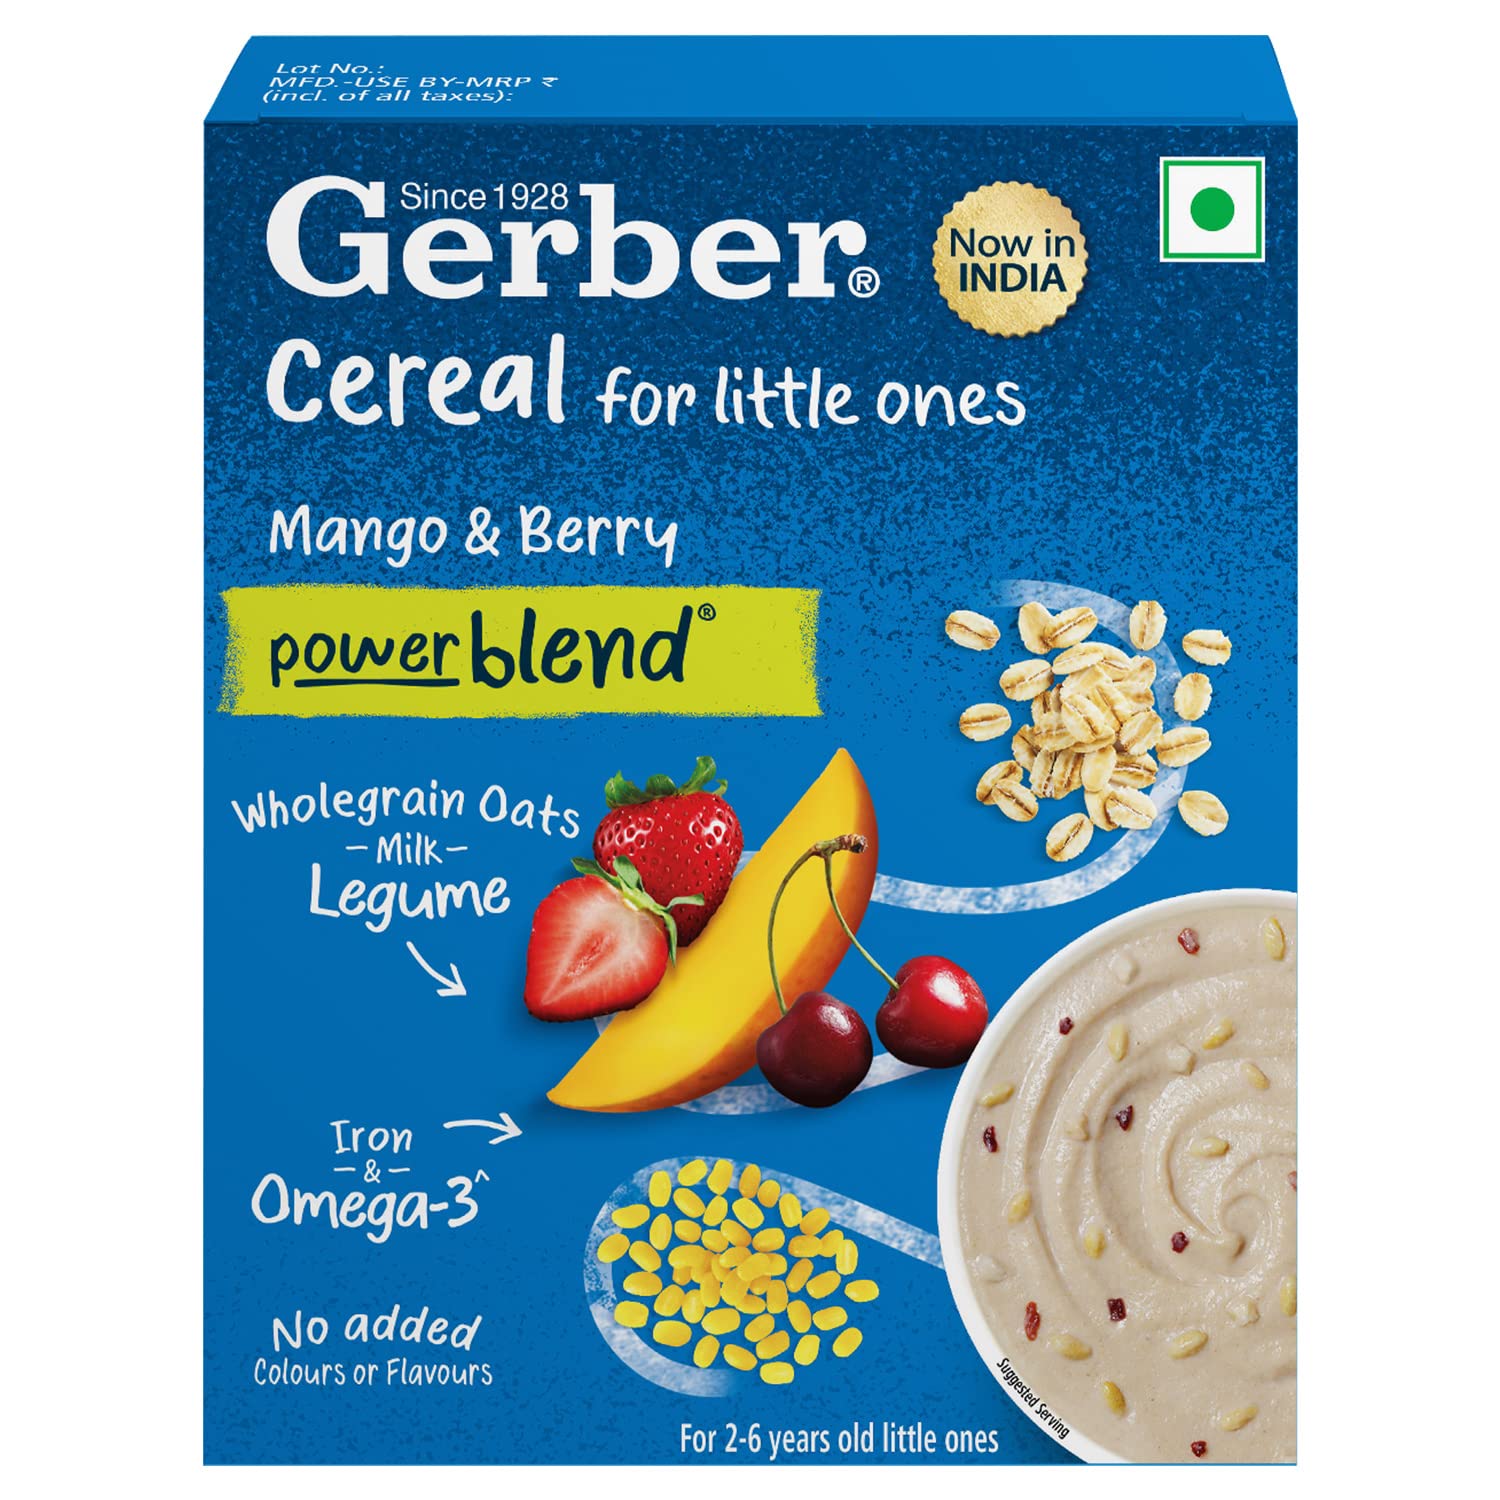 Lot No.:
MFD.-USE BY-MRP ₹
(incl. of all taxes):
Since 1928
Gerber®
Now in
INDIA
Cereal for little ones
Mango & Berry
powerblend®
Wholegrain Oats
– Milk –
Legume
Iron
– & –
Omega-3^
No added
Colours or Flavours
Suggested Serving
For 2-6 years old little ones